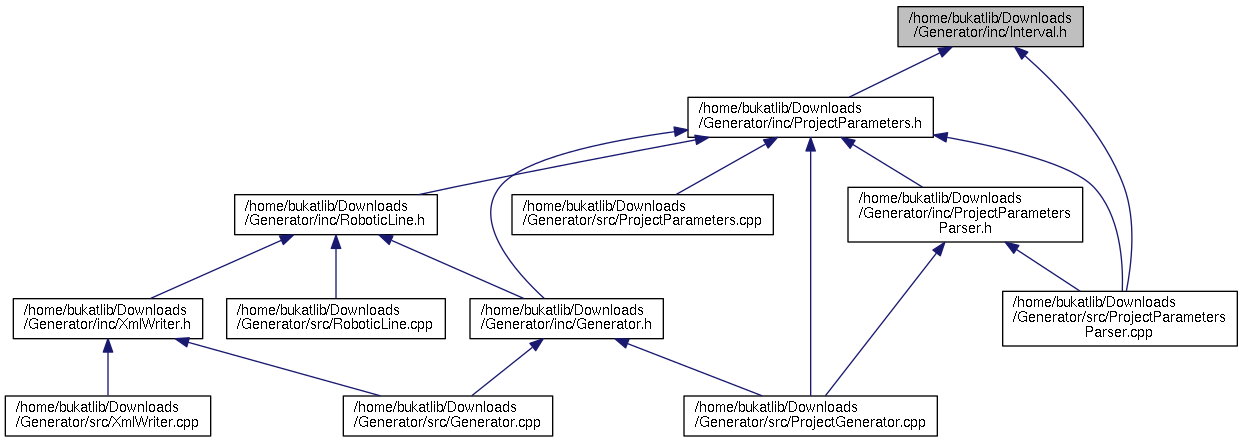 /home/bukatlib/Downloads
/Generator/inc/Interval.h
/home/bukatlib/Downloads
/Generator/inc/ProjectParameters.h
/home/bukatlib/Downloads
/Generator/inc/RoboticLine.h
/home/bukatlib/Downloads
/Generator/src/ProjectParameters.cpp
/home/bukatlib/Downloads
/Generator/inc/ProjectParameters
Parser.h
/home/bukatlib/Downloads
/Generator/inc/XmlWriter.h
/home/bukatlib/Downloads
/Generator/src/RoboticLine.cpp
/home/bukatlib/Downloads
/Generator/inc/Generator.h
/home/bukatlib/Downloads
/Generator/src/ProjectParameters
Parser.cpp
/home/bukatlib/Downloads
/Generator/src/XmlWriter.cpp
/home/bukatlib/Downloads
/Generator/src/Generator.cpp
/home/bukatlib/Downloads
/Generator/src/ProjectGenerator.cpp